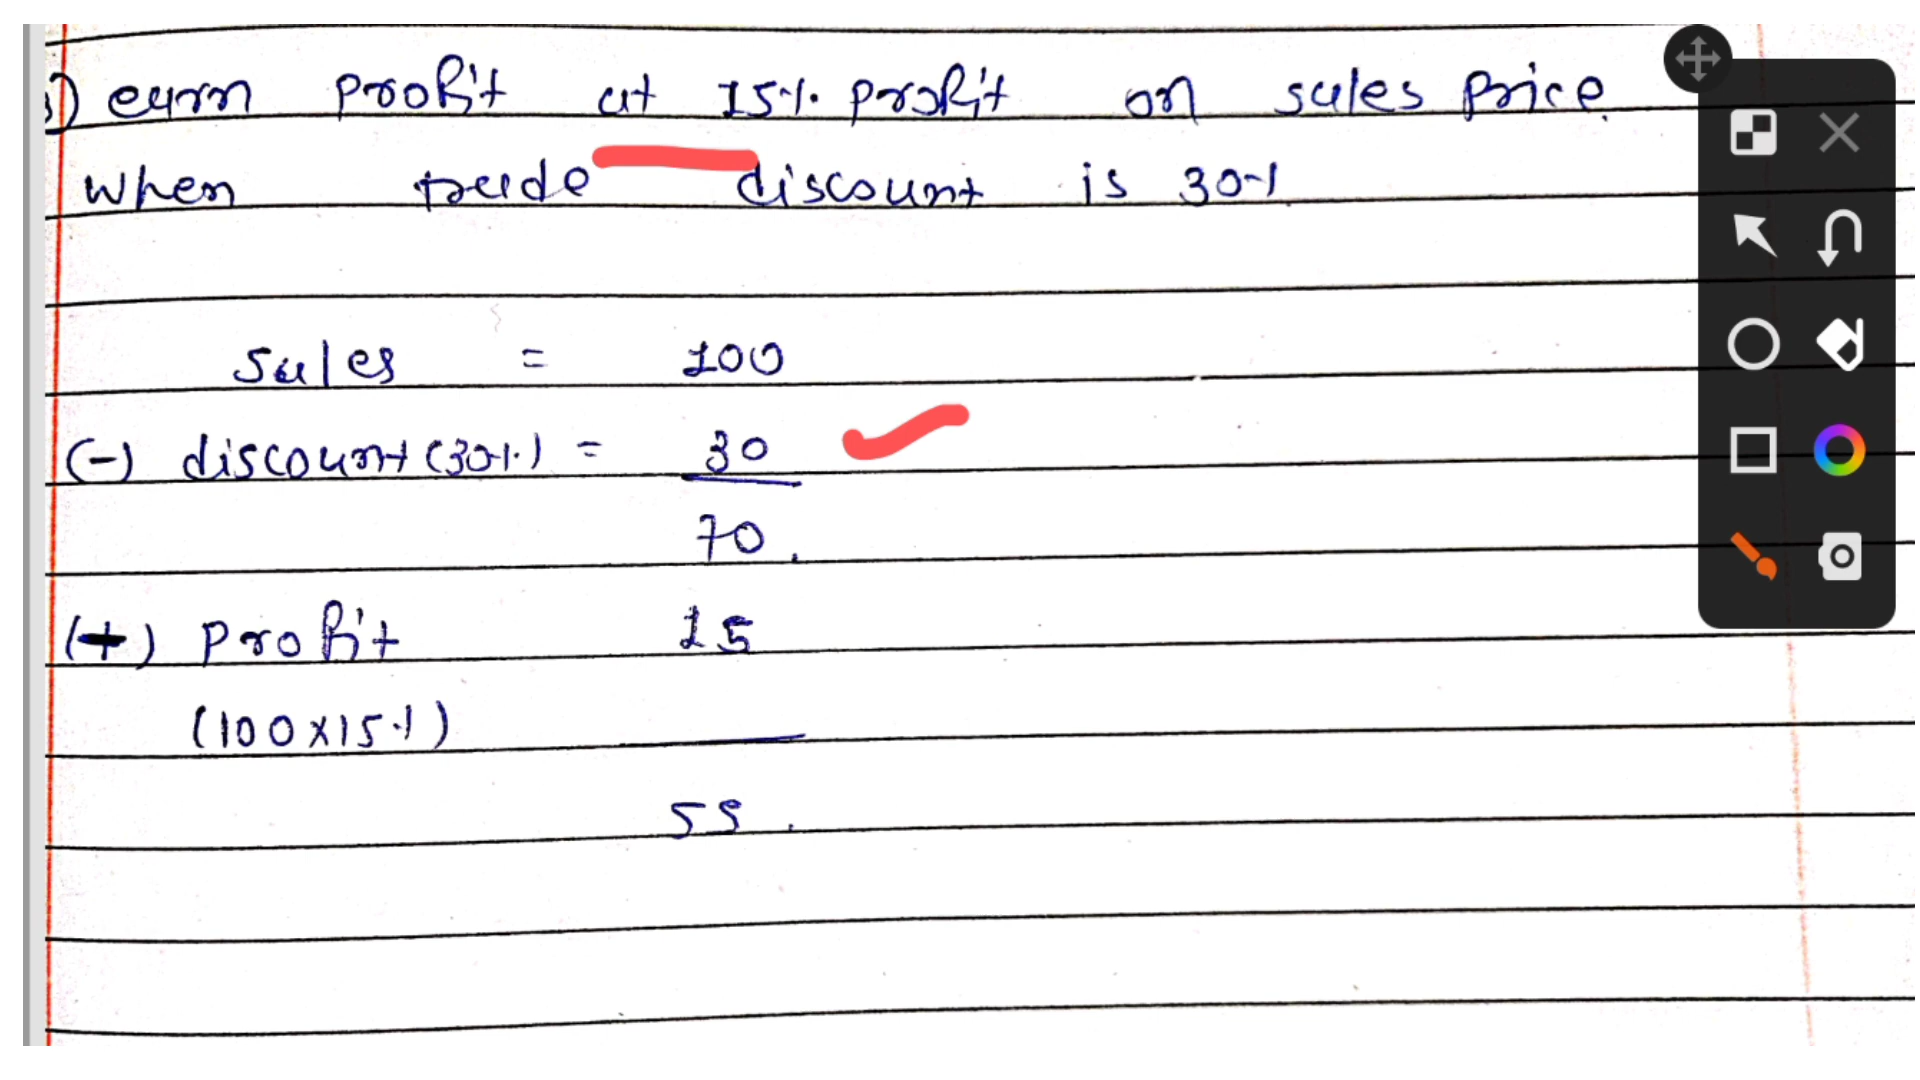 earn profit at 15%. profit on sales price.
when trade discount is 30%
sales = 100
(-) discount (30%.) = 30
70.
(+) profit 15
(100x15%)
55.